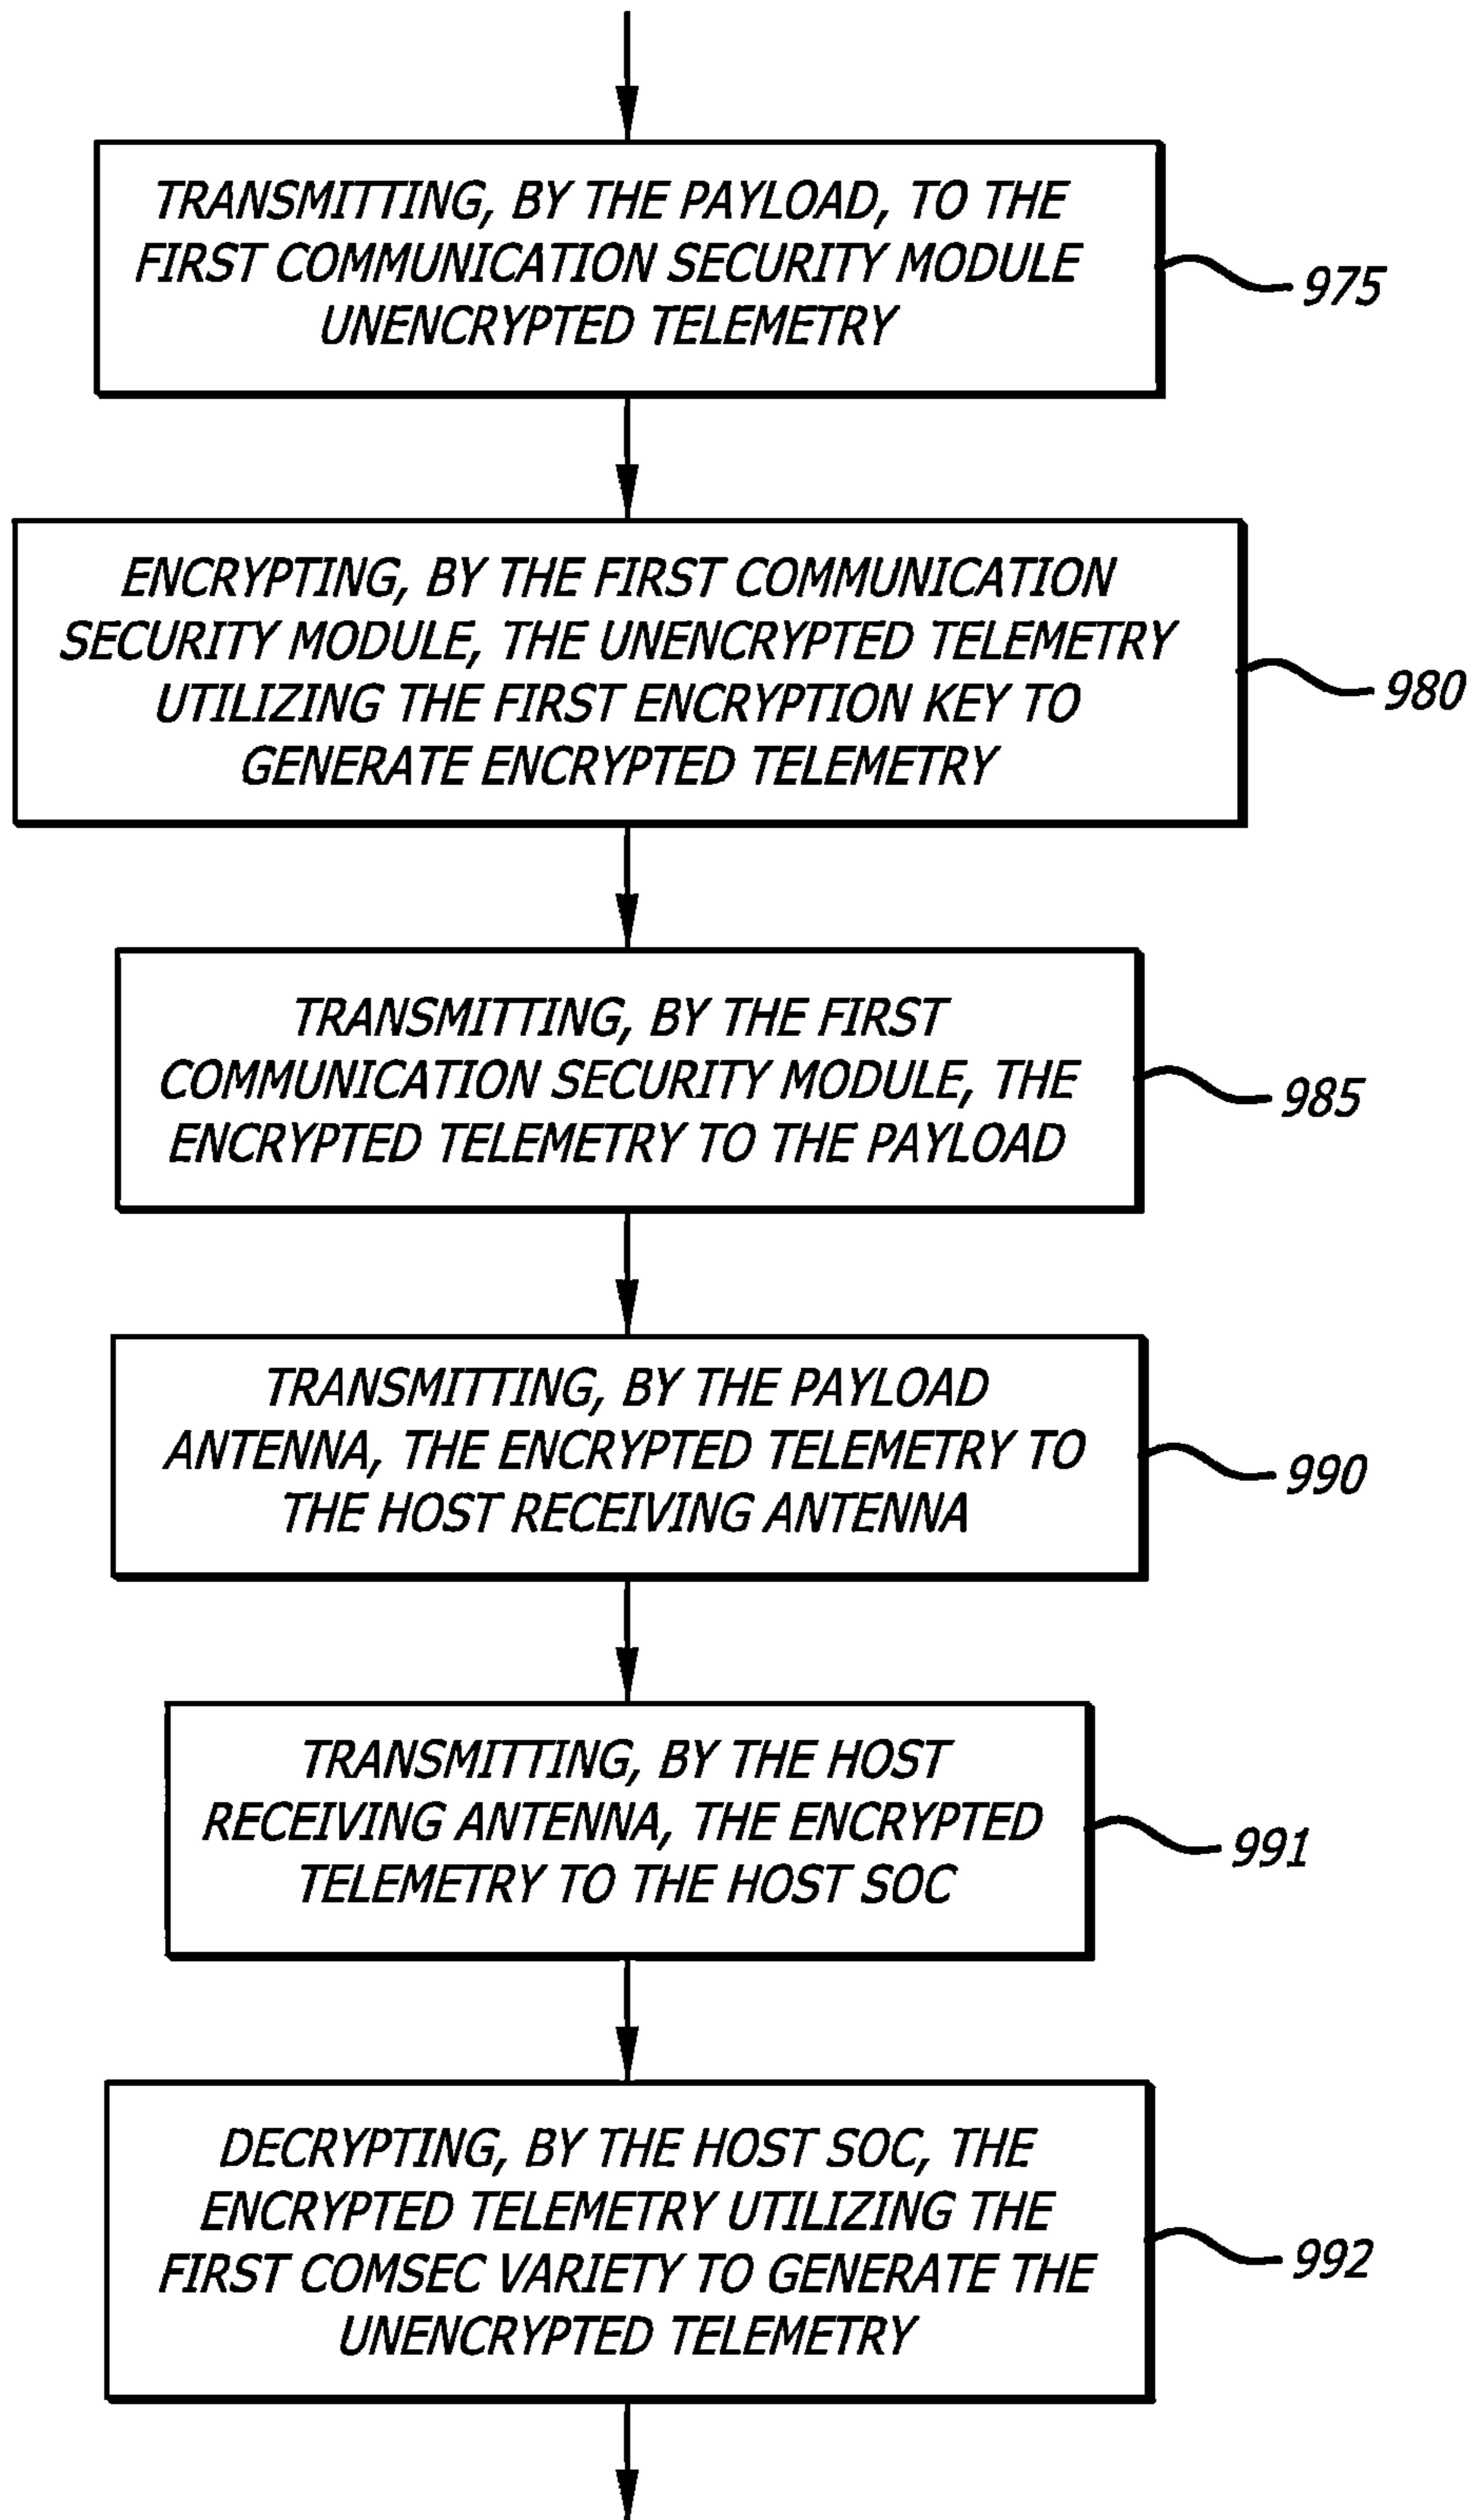 TRANSMITTING, BY THE PAYLOAD, TO THE
FIRST COMMUNICATION SECURITY MODULE
UNENCRYPTED TELEMETRY
975
ENCRYPTING, BY THE FIRST COMMUNICATION
SECURITY MODULE, THE UNENCRYPTED TELEMETRY
UTILIZING THE FIRST ENCRYPTION KEY TO
GENERATE ENCRYPTED TELEMETRY
980
TRANSMITTING, BY THE FIRST
COMMUNICATION SECURITY MODULE, THE
ENCRYPTED TELEMETRY TO THE PAYLOAD
985
TRANSMITTING, BY THE PAYLOAD
ANTENNA, THE ENCRYPTED TELEMETRY TO
THE HOST RECEIVING ANTENNA
990
TRANSMITTING, BY THE HOST
RECEIVING ANTENNA, THE ENCRYPTED
TELEMETRY TO THE HOST SOC
991
DECRYPTING, BY THE HOST SOC, THE
ENCRYPTED TELEMETRY UTILIZING THE
FIRST COMSEC VARIETY TO GENERATE THE
UNENCRYPTED TELEMETRY
992